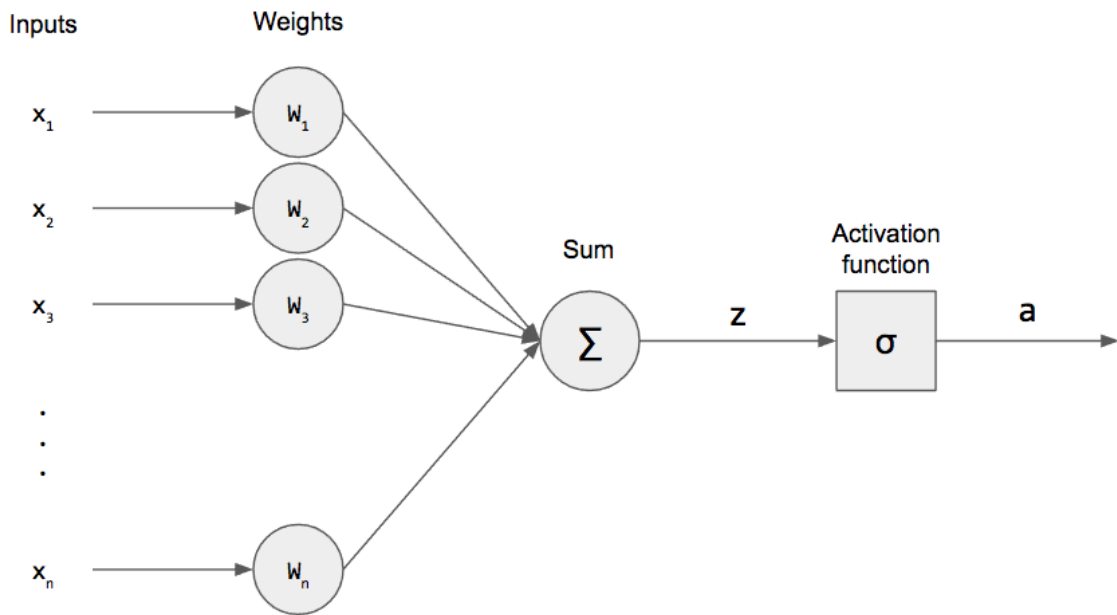 Inputs
Weights
x₁
W₁
x₂
W₂
x₃
W₃
.
.
.
xₙ
Wₙ
Sum
Σ
z
Activation
function
σ
a